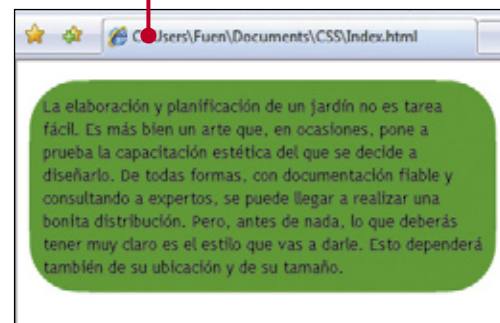 C:\Users\Fuen\Documents\CSS\Index.html
La elaboración y planificación de un jardín no es tarea
fácil. Es más bien un arte que, en ocasiones, pone a
prueba la capacitación estética del que se decide a
diseñarlo. De todas formas, con documentación fiable y
consultando a expertos, se puede llegar a realizar una
bonita distribución. Pero, antes de nada, lo que deberás
tener muy claro es el estilo que vas a darle. Esto dependerá
también de su ubicación y de su tamaño.